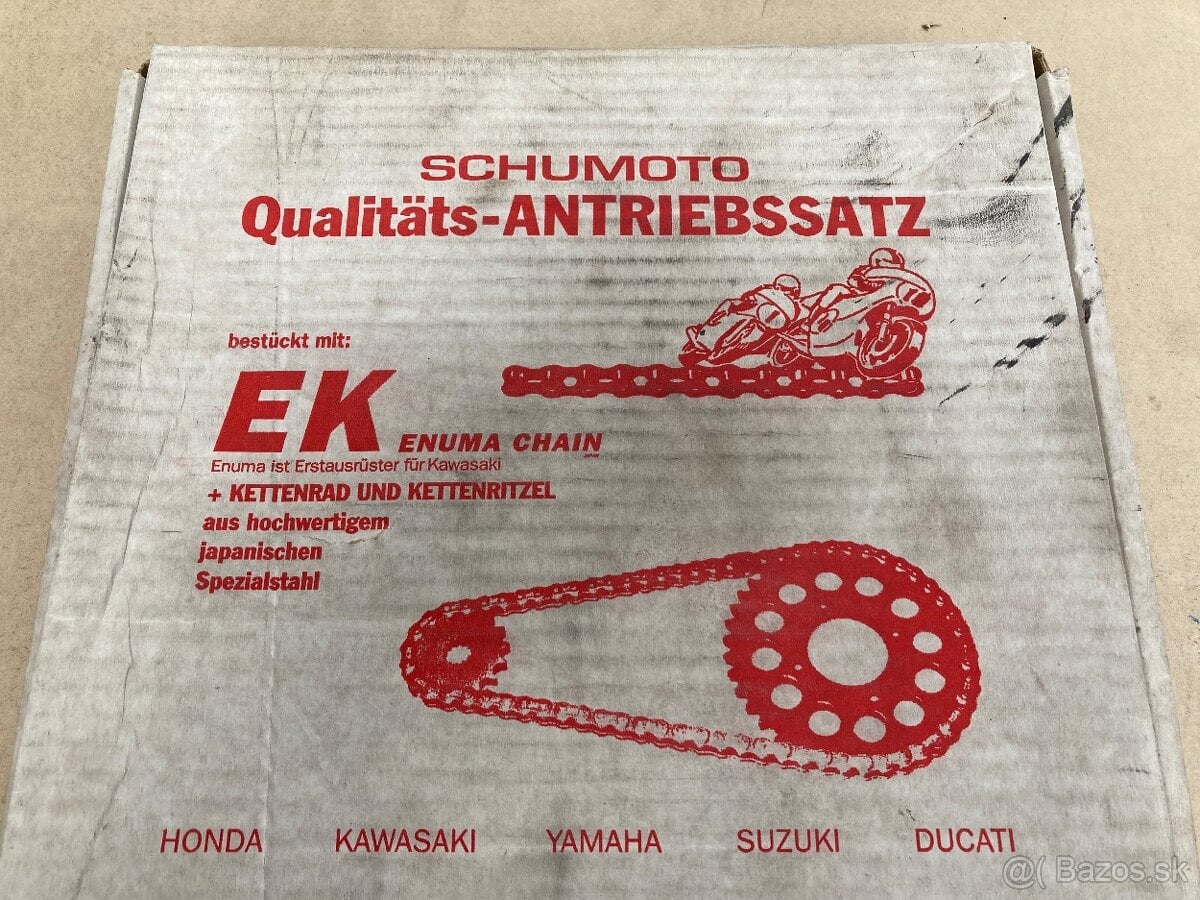 SCHUMOTO
Qualitäts-ANTRIEBSSATZ
bestückt mit:
EK ENUMA CHAIN
Enuma ist Erstausrüster für Kawasaki
+ KETTENRAD UND KETTENRITZEL
aus hochwertigem
japanischen
Spezialstahl
HONDA KAWASAKI YAMAHA SUZUKI DUCATI
@( Bazos.sk